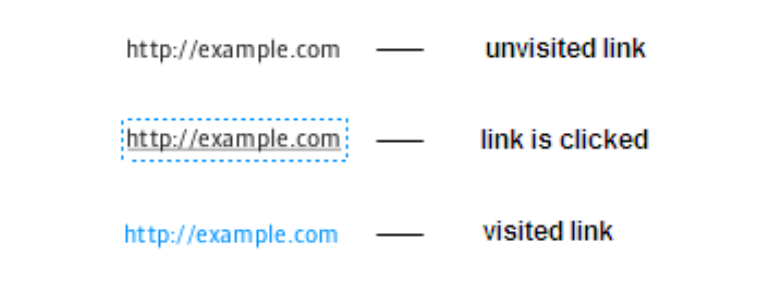 http://example.com — unvisited link
http://example.com — link is clicked
http://example.com — visited link